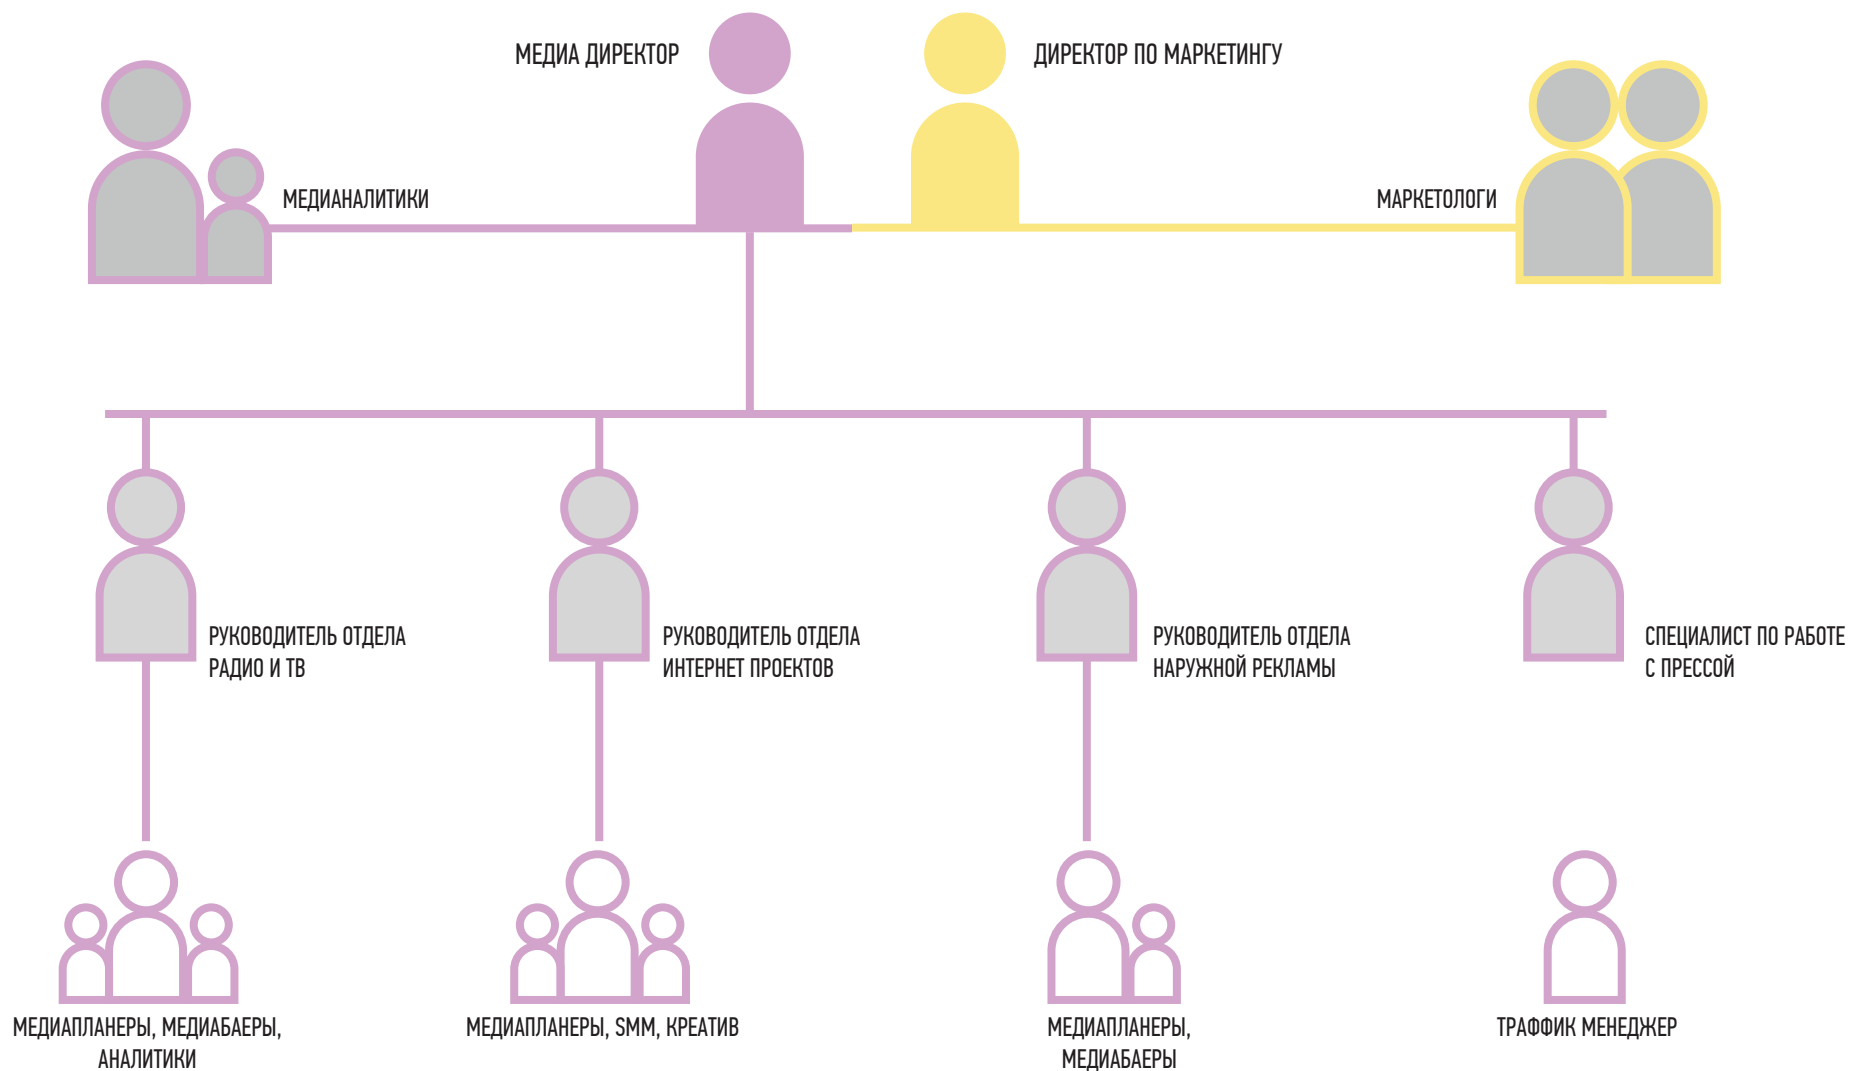 МЕДИА ДИРЕКТОР
ДИРЕКТОР ПО МАРКЕТИНГУ
МЕДИАНАЛИТИКИ
МАРКЕТОЛОГИ
РУКОВОДИТЕЛЬ ОТДЕЛА
РАДИО И ТВ
РУКОВОДИТЕЛЬ ОТДЕЛА
ИНТЕРНЕТ ПРОЕКТОВ
РУКОВОДИТЕЛЬ ОТДЕЛА
НАРУЖНОЙ РЕКЛАМЫ
СПЕЦИАЛИСТ ПО РАБОТЕ
С ПРЕССОЙ
МЕДИАПЛАНЕРЫ, МЕДИАБАЕРЫ,
АНАЛИТИКИ
МЕДИАПЛАНЕРЫ, SMM, КРЕАТИВ
МЕДИАПЛАНЕРЫ,
МЕДИАБАЕРЫ
ТРАФФИК МЕНЕДЖЕР